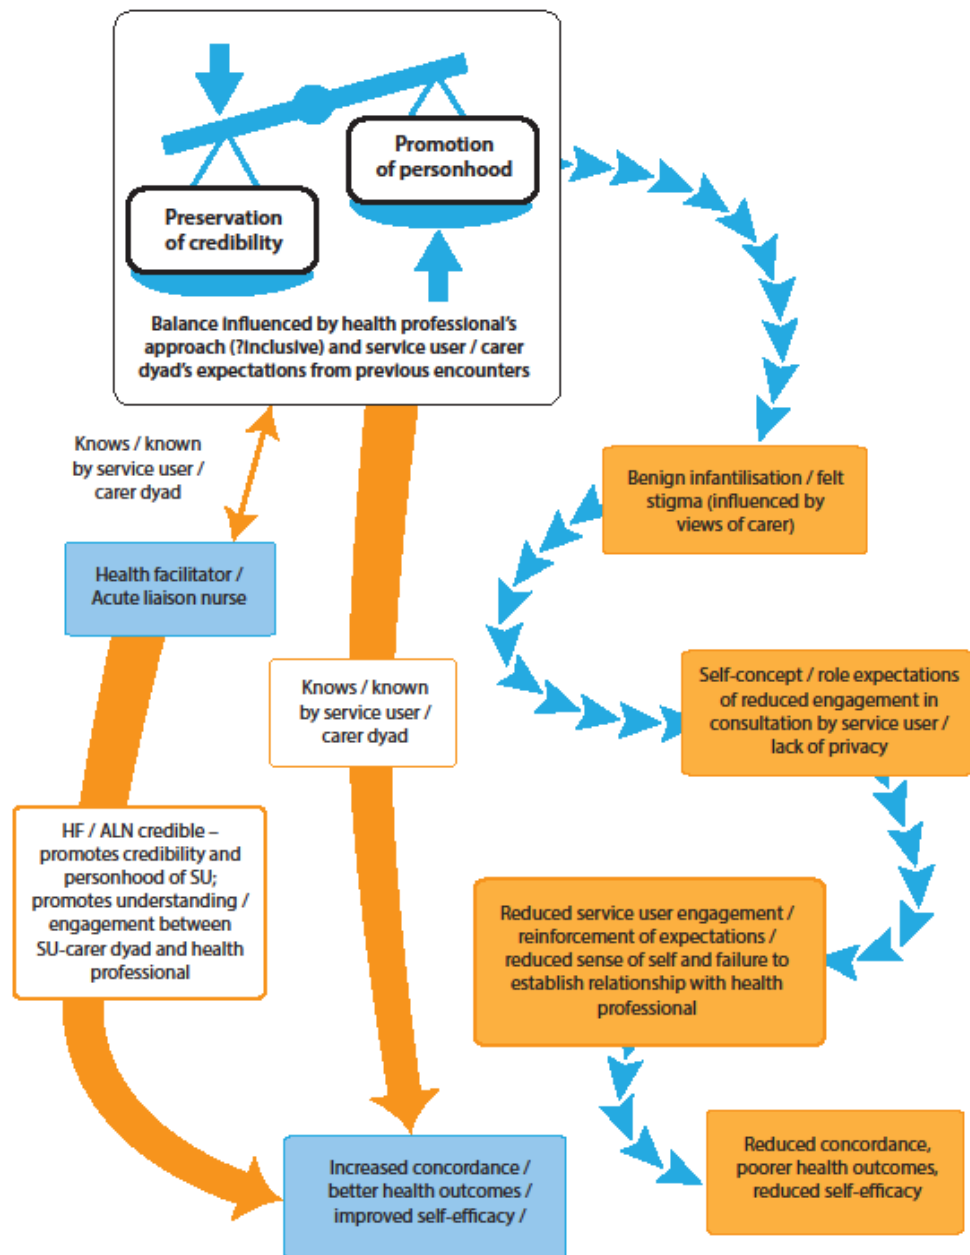 Promotion
of personhood
Preservation
of credibility
Balance influenced by health professional's
approach (?inclusive) and service user / carer
dyad's expectations from previous encounters
Knows / known
by service user /
carer dyad
Benign infantilisation / felt
stigma (influenced by
views of carer)
Health facilitator /
Acute liaison nurse
Knows / known
by service user /
carer dyad
Self-concept / role expectations
of reduced engagement in
consultation by service user /
lack of privacy
HF / ALN credible –
promotes credibility and
personhood of SU;
promotes understanding /
engagement between
SU-carer dyad and health
professional
Reduced service user engagement /
reinforcement of expectations /
reduced sense of self and failure to
establish relationship with health
professional
Increased concordance /
better health outcomes /
improved self-efficacy /
Reduced concordance,
poorer health outcomes,
reduced self-efficacy